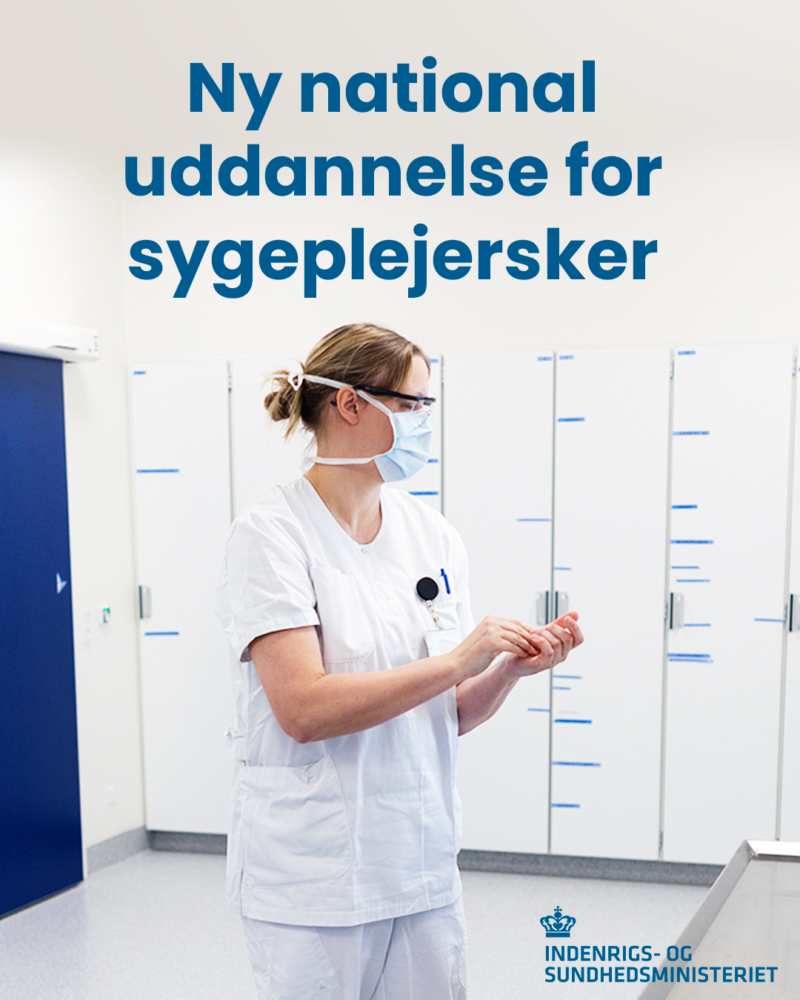 Ny national
uddannelse for
sygeplejersker
INDENRIGS- OG
SUNDHEDSMINISTERIET